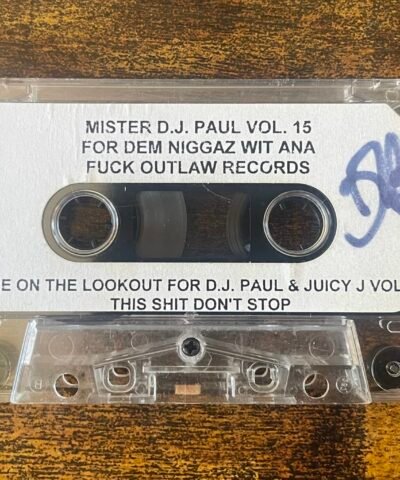 MISTER D.J. PAUL VOL. 15
FOR DEM NIGGAZ WIT ANA
FUCK OUTLAW RECORDS
E ON THE LOOKOUT FOR D.J. PAUL & JUICY J VOL
THIS SHIT DON'T STOP